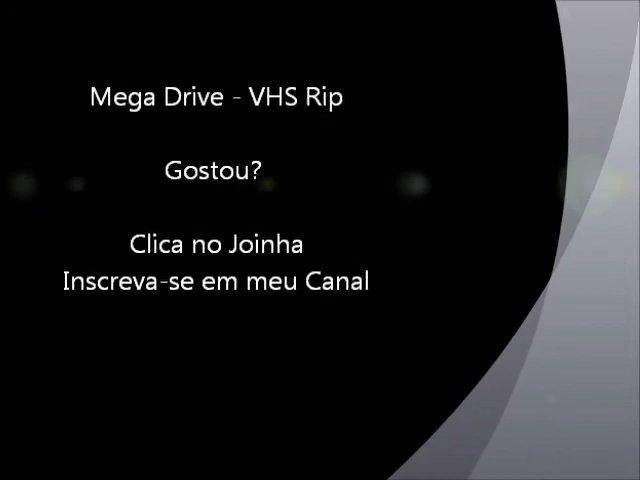 Mega Drive - VHS Rip
Gostou?
Clica no Joinha
Inscreva-se em meu Canal